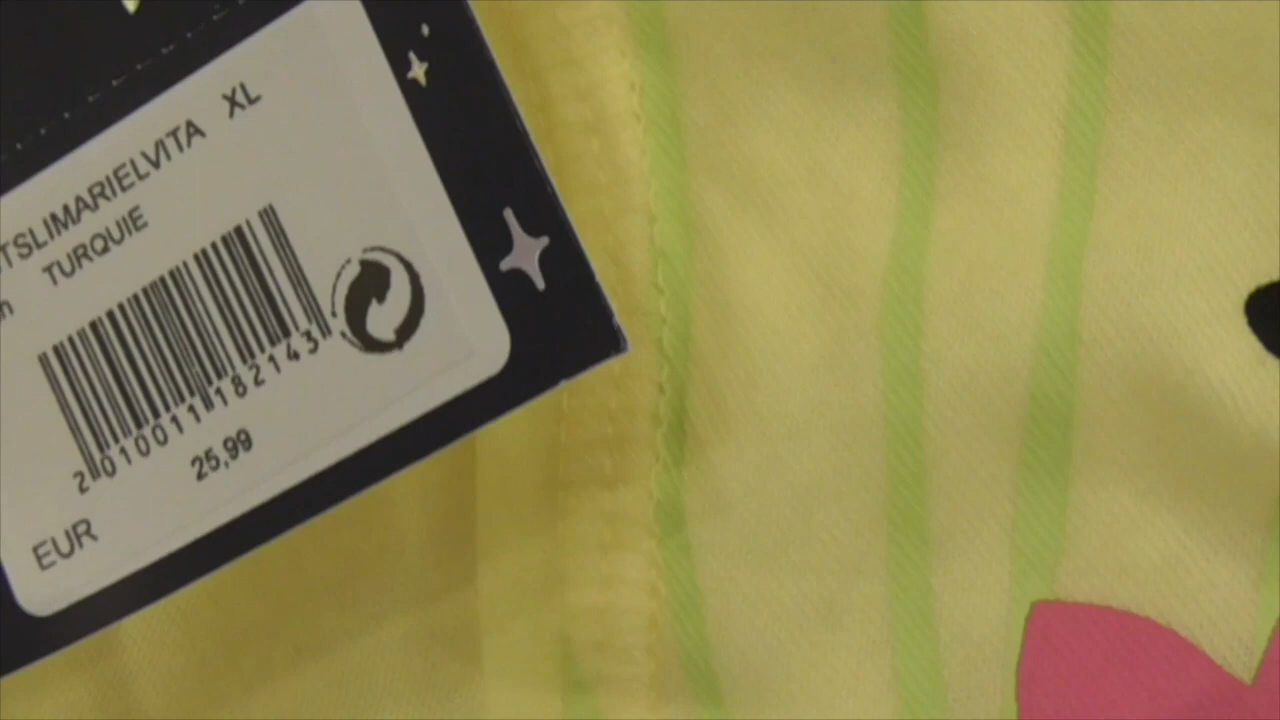 TSLIMARIELVITA XL
TURQUIE
2010011182143
25,99
EUR